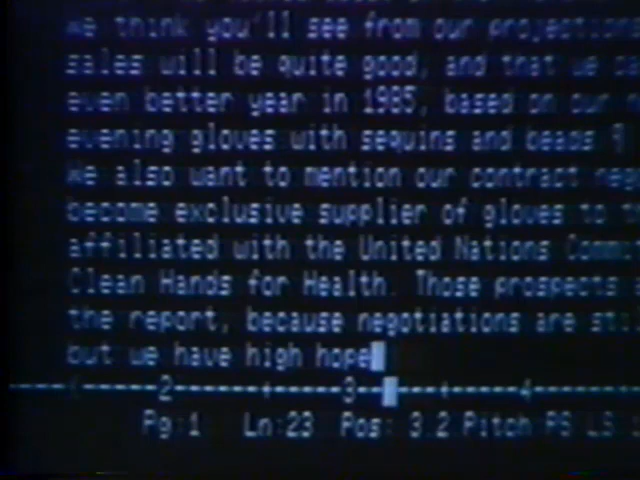 we think you'll see from our projections
sales will be quite good, and that we
even better year in 1985, based on our
evening gloves with sequins and beads ¶
We also want to mention our contract
become exclusive supplier of gloves to
affiliated with the United Nations
Clean Hands for Health. Those prospects
the report, because negotiations are
but we have high hope
2 3 4
Pg:1 Ln:23 Pos: 3.2 Pitch PS LS